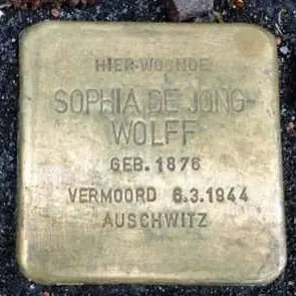 HIER WOONDE
SOPHIA DE JONG-
WOLFF
GEB. 1876
VERMOORD 6.3.1944
AUSCHWITZ